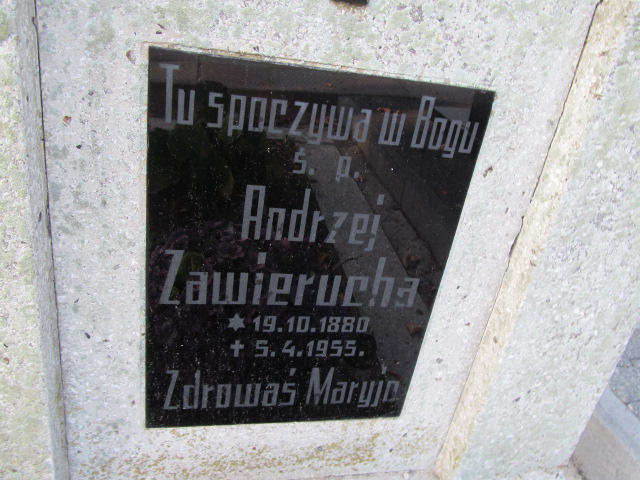 Tu spoczywa w Bogu
ś. p.
Andrzej
Zawierucha
* 19.10.1880
✝ 5.4.1955.
Zdrowaś Maryjo